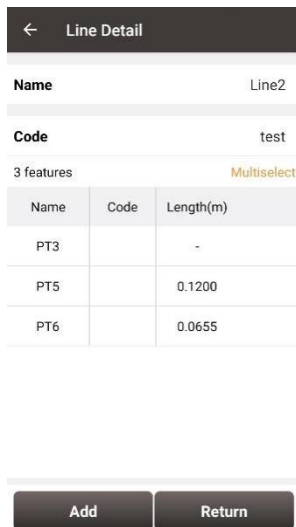 Line Detail
Name Line2
Code test
3 features Multiselect
Name Code Length(m)
PT3 -
PT5 0.1200
PT6 0.0655
Add Return